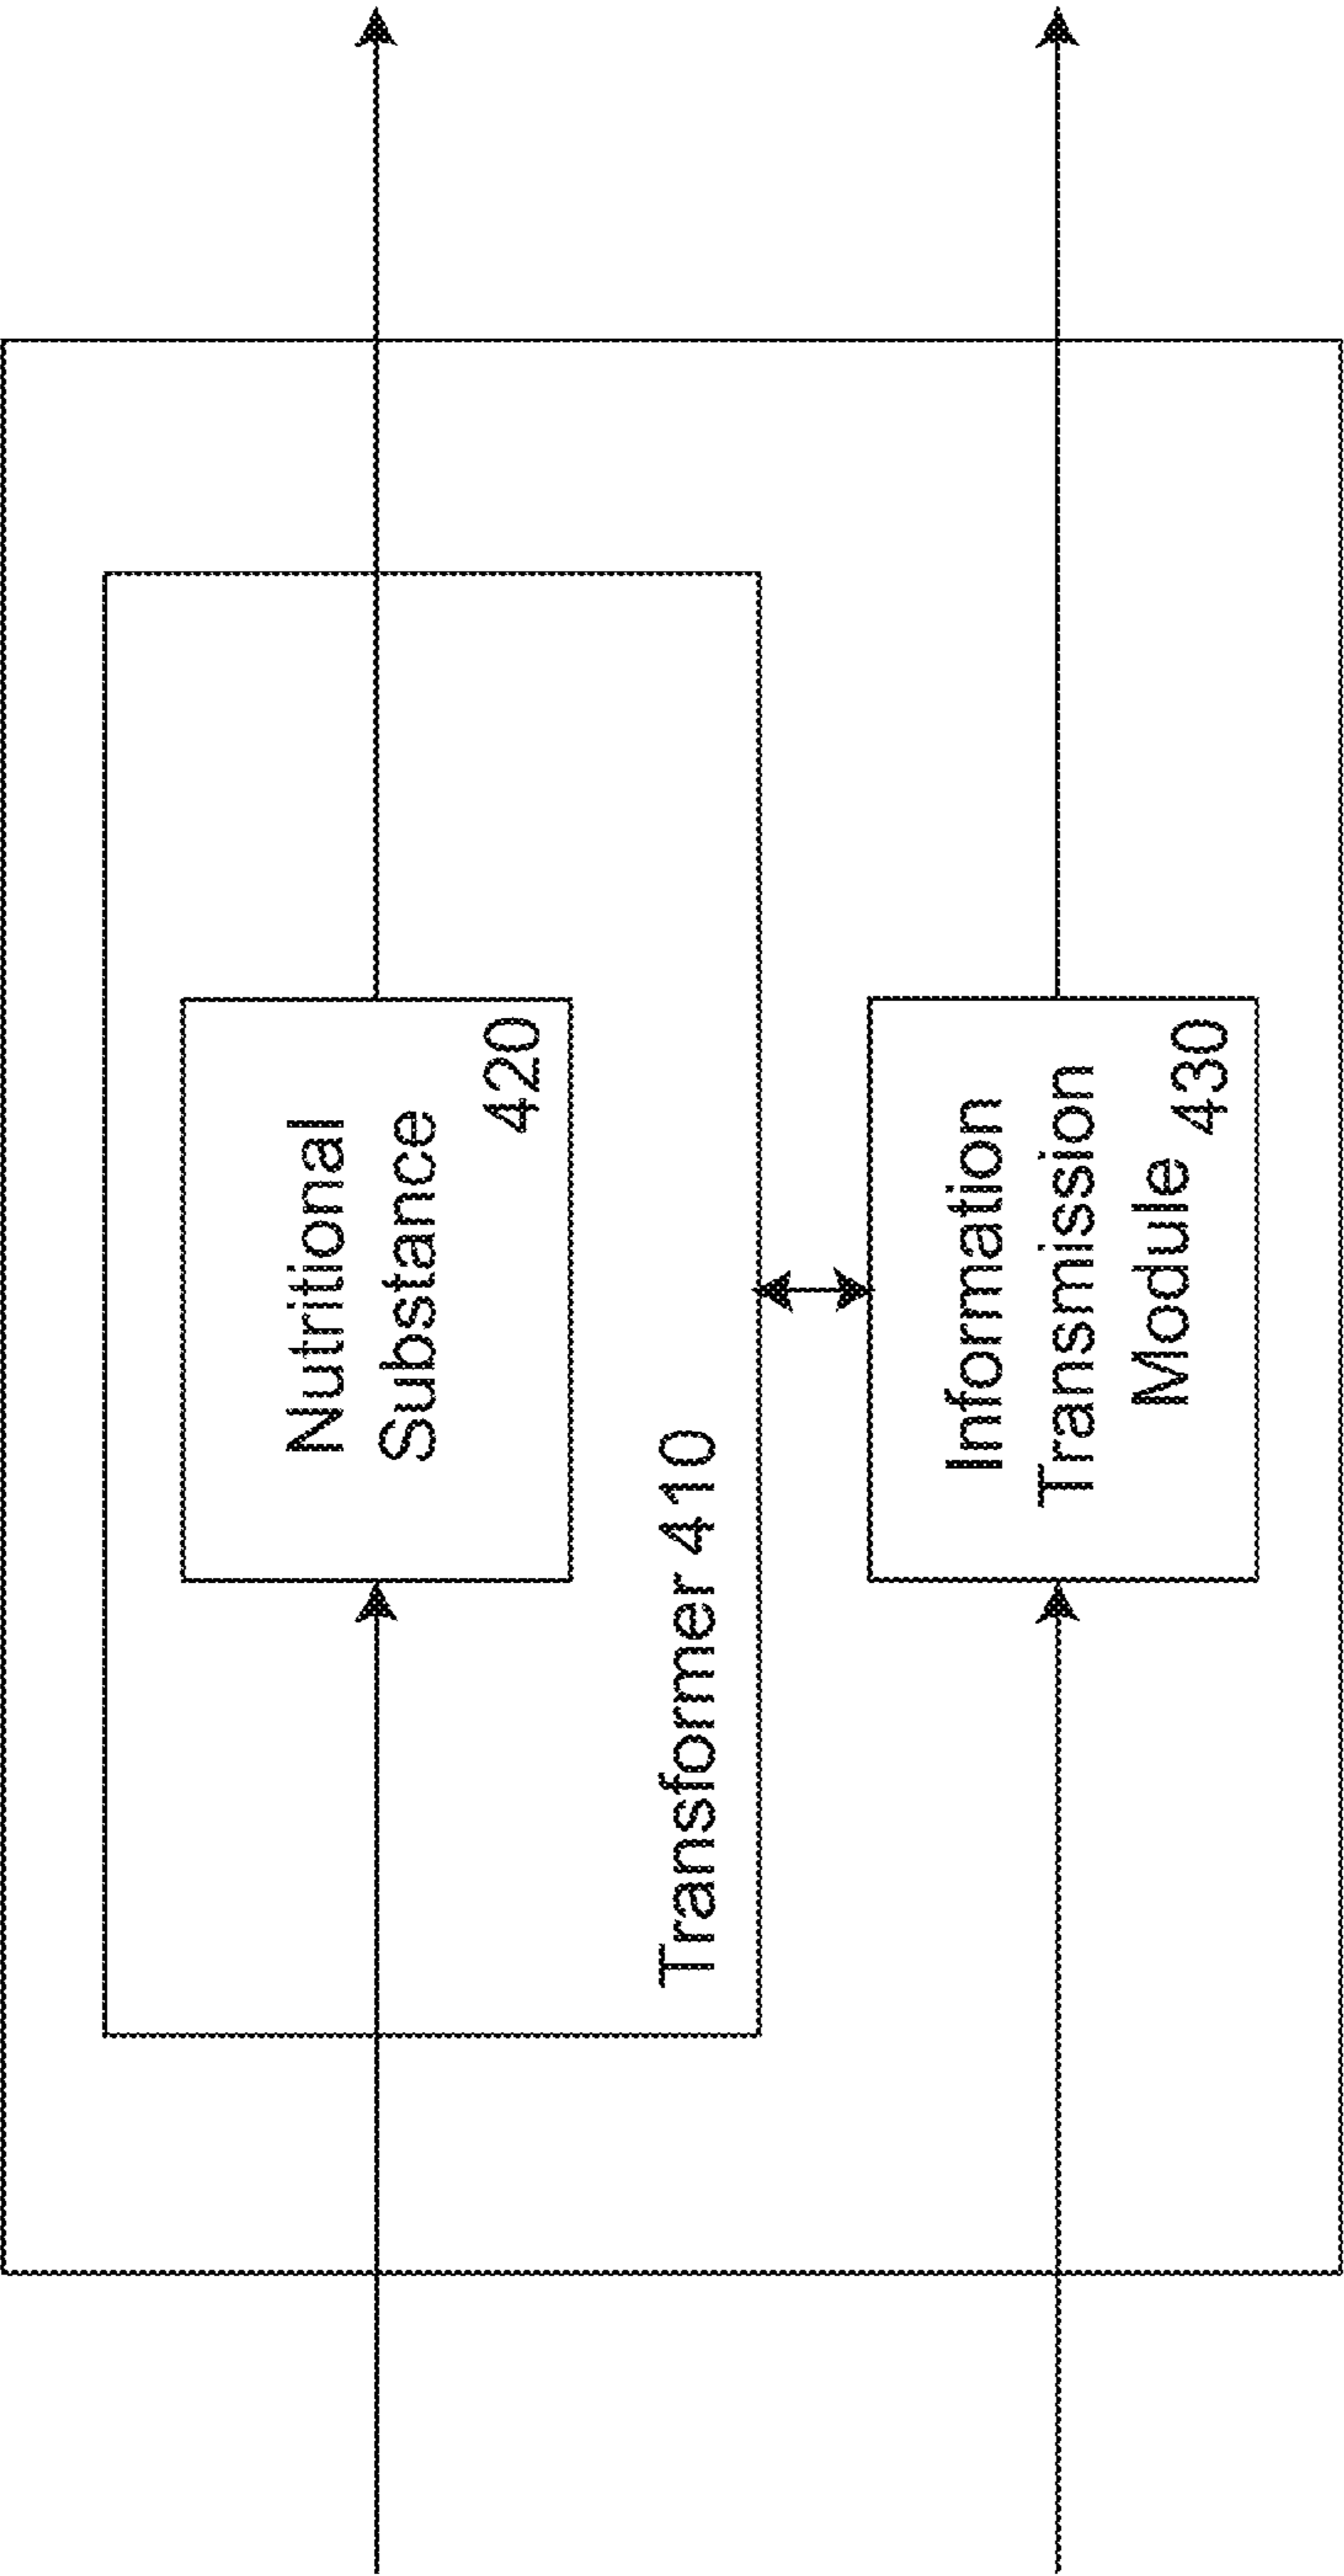 Nutritional
Substance
420
Transformer 410
Information
Transmission
Module 430